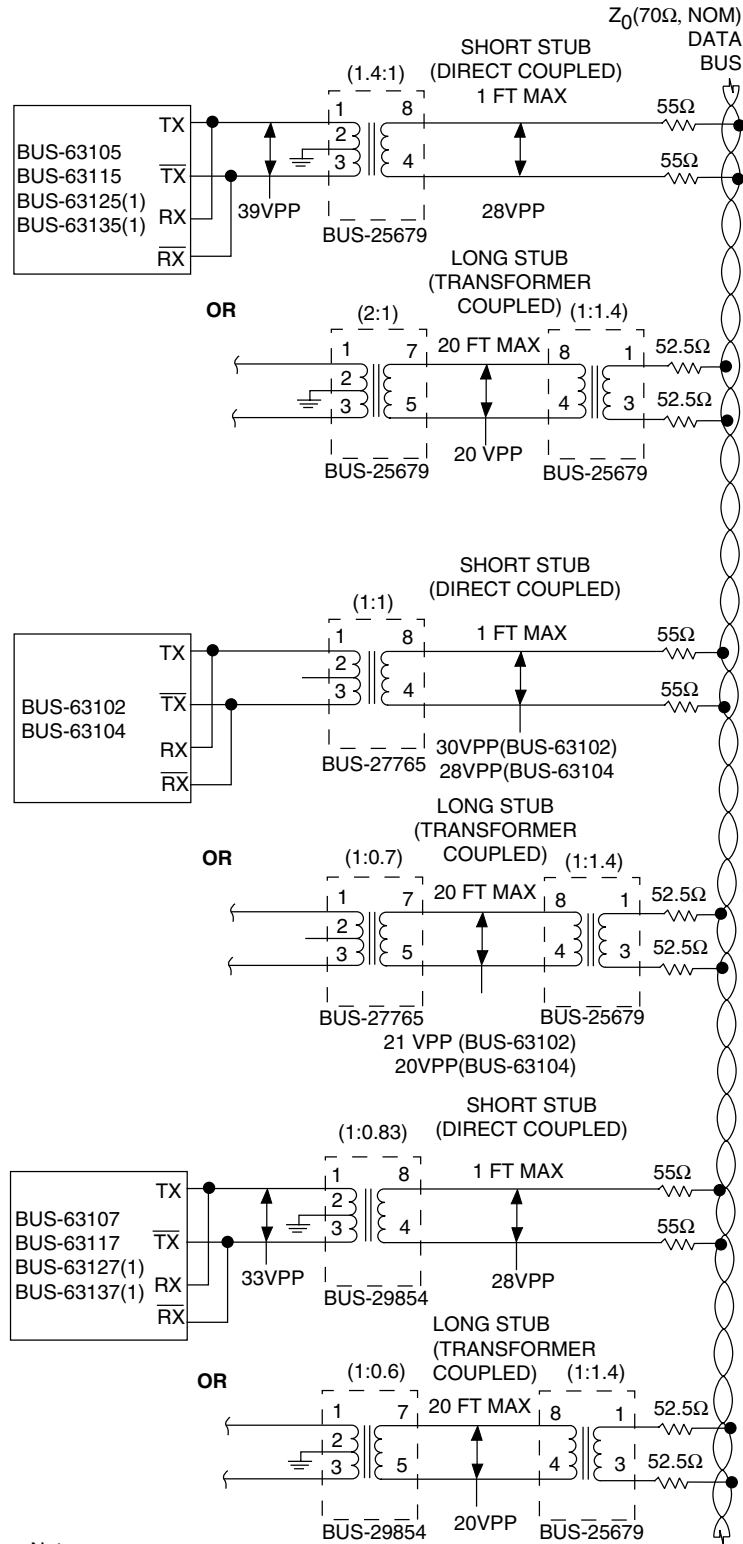 Z0(70Ω, NOM)
DATA
BUS
SHORT STUB
(DIRECT COUPLED)
(1.4:1)
1 FT MAX
55Ω
1
8
2
3
4
TX
BUS-63105
BUS-63115
TX
BUS-63125(1)
BUS-63135(1)
RX
RX
39VPP
28VPP
55Ω
BUS-25679
LONG STUB
(TRANSFORMER
COUPLED)
OR
(2:1)
(1:1.4)
20 FT MAX
52.5Ω
1
7
8
1
2
3
5
4
3
52.5Ω
20 VPP
BUS-25679
BUS-25679
SHORT STUB
(DIRECT COUPLED)
(1:1)
1 FT MAX
55Ω
1
8
2
3
4
TX
TX
BUS-63102
BUS-63104
RX
RX
55Ω
30VPP(BUS-63102)
28VPP(BUS-63104
BUS-27765
LONG STUB
(TRANSFORMER
COUPLED)
OR
(1:0.7)
(1:1.4)
20 FT MAX
52.5Ω
1
7
8
1
2
3
5
4
3
52.5Ω
BUS-27765
BUS-25679
21 VPP (BUS-63102)
20VPP(BUS-63104)
SHORT STUB
(DIRECT COUPLED)
(1:0.83)
1 FT MAX
55Ω
1
8
2
3
4
TX
BUS-63107
BUS-63117
TX
BUS-63127(1)
BUS-63137(1)
RX
RX
33VPP
28VPP
55Ω
BUS-29854
LONG STUB
(TRANSFORMER
COUPLED)
OR
(1:0.6)
(1:1.4)
20 FT MAX
52.5Ω
1
7
8
1
2
3
5
4
3
52.5Ω
20VPP
BUS-29854
BUS-25679